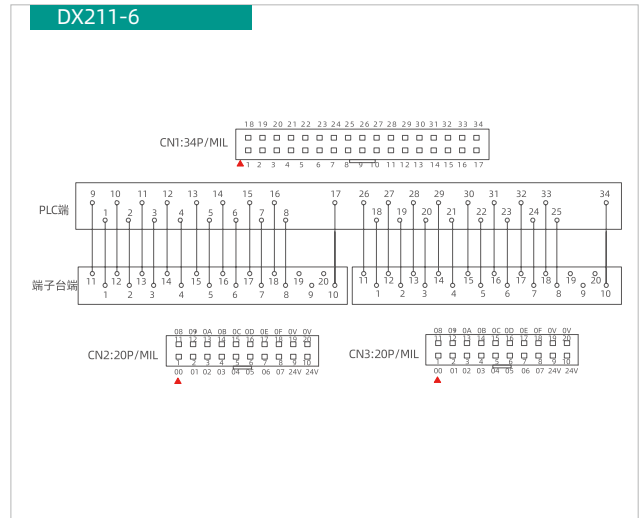 DX211-6
18 19 20 21 22 23 24 25 26 27 28 29 30 31 32 33 34
CN1:34P/MIL
1 2 3 4 5 6 7 8 9 10 11 12 13 14 15 16 17
9 10 11 12 13 14 15 16 17 26 27 28 29 30 31 32 33 34
PLC端
1 2 3 4 5 6 7 8 18 19 20 21 22 23 24 25
端子台端
11 12 13 14 15 16 17 18 19 20 11 12 13 14 15 16 17 18 19 20
1 2 3 4 5 6 7 8 9 10 1 2 3 4 5 6 7 8 9 10
08 09 0A 0B 0C 0D 0E 0F 0V 0V
11 12 13 14 15 16 17 18 19 20
CN2:20P/MIL
1 2 3 4 5 6 7 8 9 10
00 01 02 03 04 05 06 07 24V 24V
08 09 0A 0B 0C 0D 0E 0F 0V 0V
11 12 13 14 15 16 17 18 19 20
CN3:20P/MIL
1 2 3 4 5 6 7 8 9 10
00 01 02 03 04 05 06 07 24V 24V